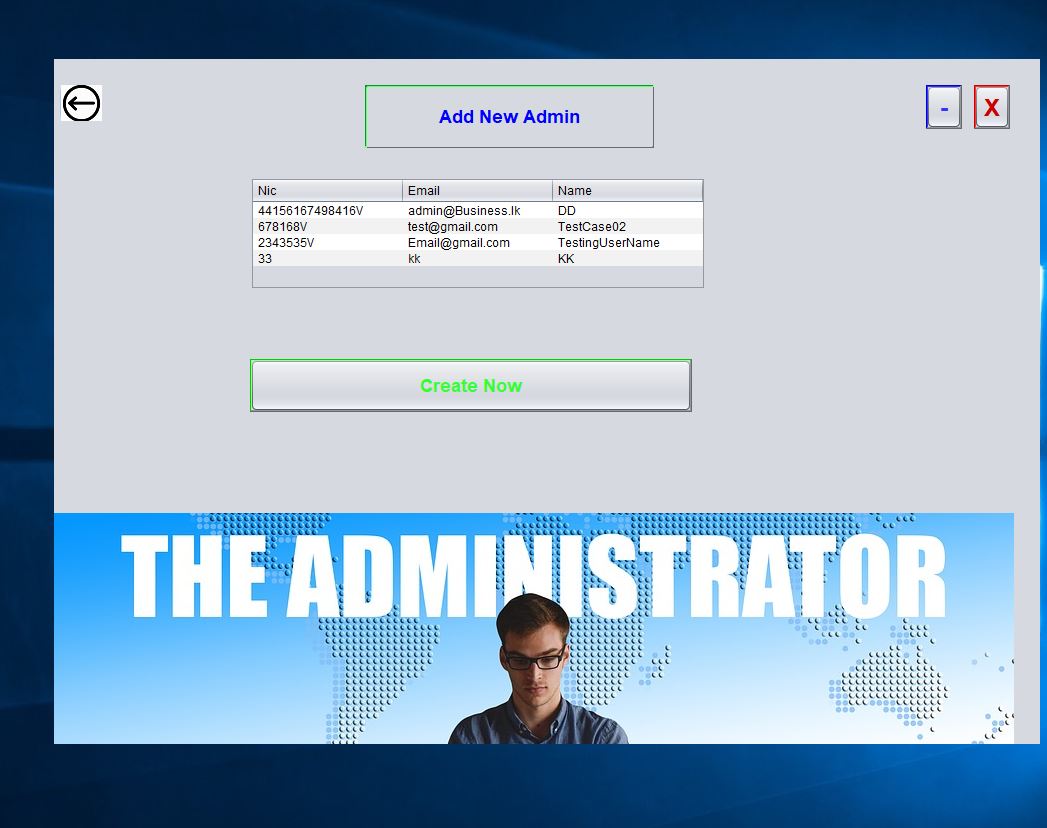 Add New Admin
- X
Nic Email Name
44156167498416V admin@Business.lk DD
678168V test@gmail.com TestCase02
2343535V Email@gmail.com TestingUserName
33 kk KK
Create Now
THE ADMINISTRATOR